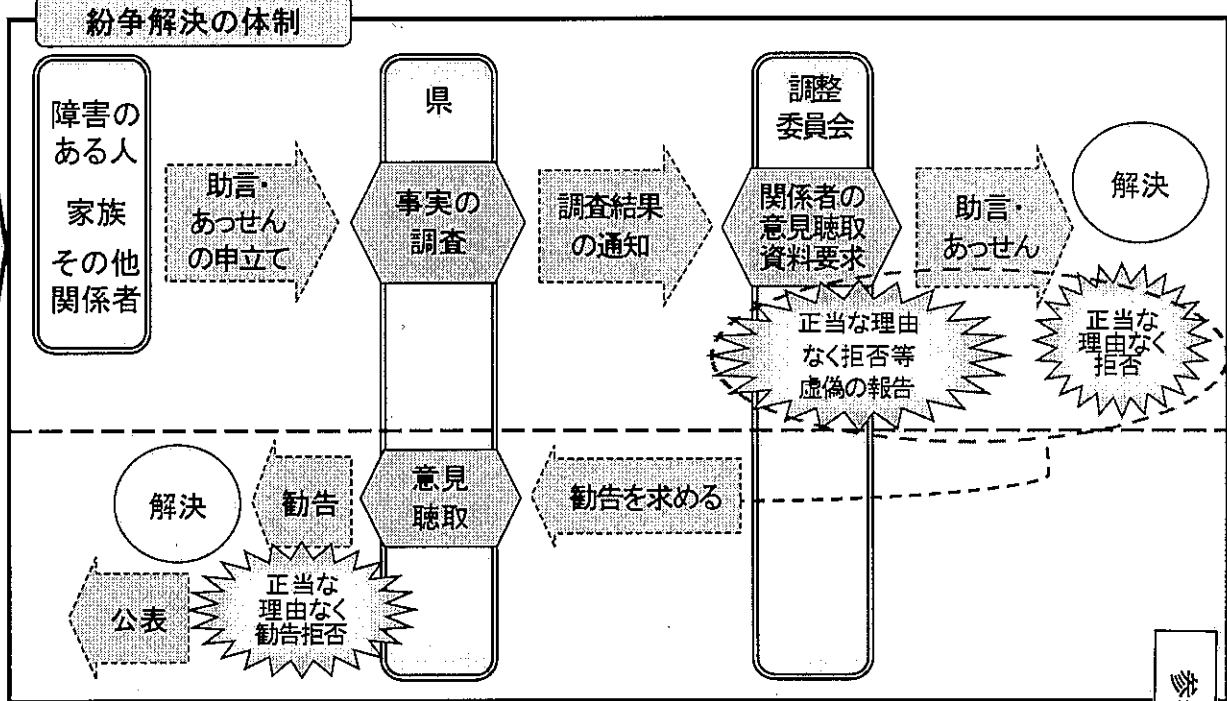 紛争解決の体制
障害の
ある人
家族
その他
関係者
助言・
あっせん
の申立て
県
事実の
調査
調査結果
の通知
調整
委員会
関係者の
意見聴取
資料要求
助言・
あっせん
解決
正当な理由
なく拒否等
虚偽の報告
正当な
理由なく
拒否
勧告を求める
意見
聴取
勧告
解決
正当な
理由なく
勧告拒否
公表
参